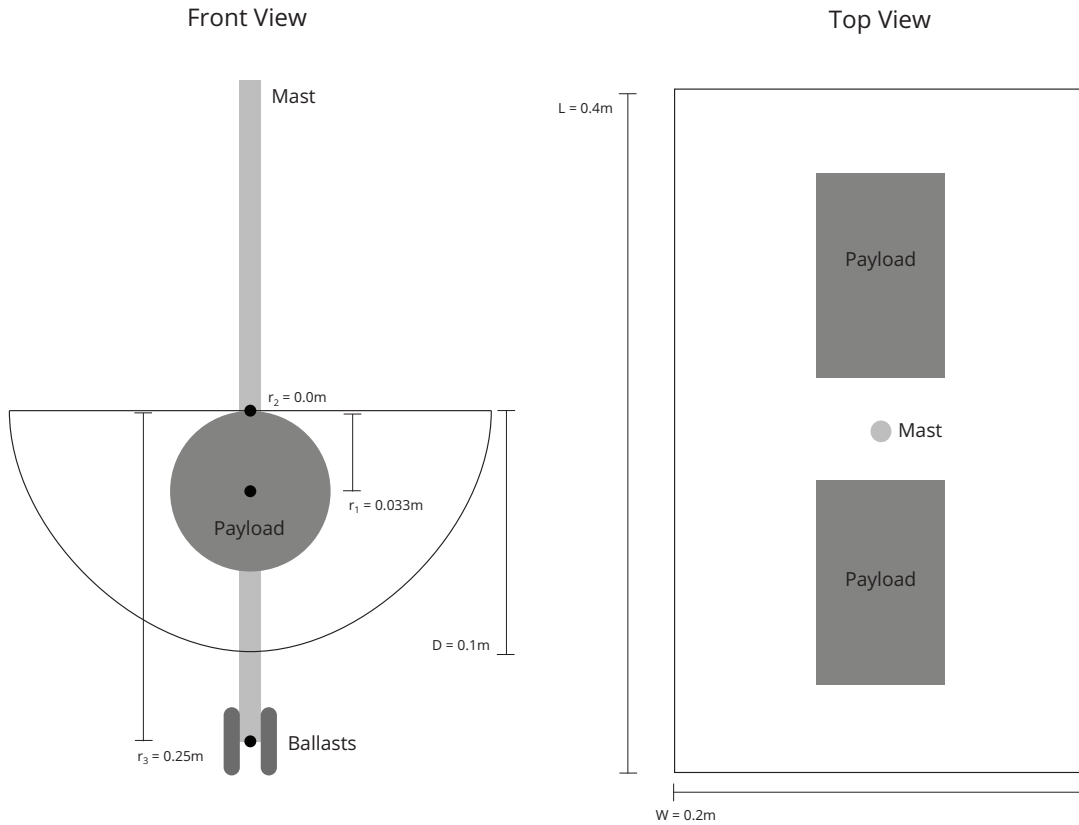 Front View
Mast
r₂ = 0.0m
r₁ = 0.033m
Payload
D = 0.1m
Ballasts
r₃ = 0.25m
Top View
L = 0.4m
Payload
Mast
Payload
W = 0.2m